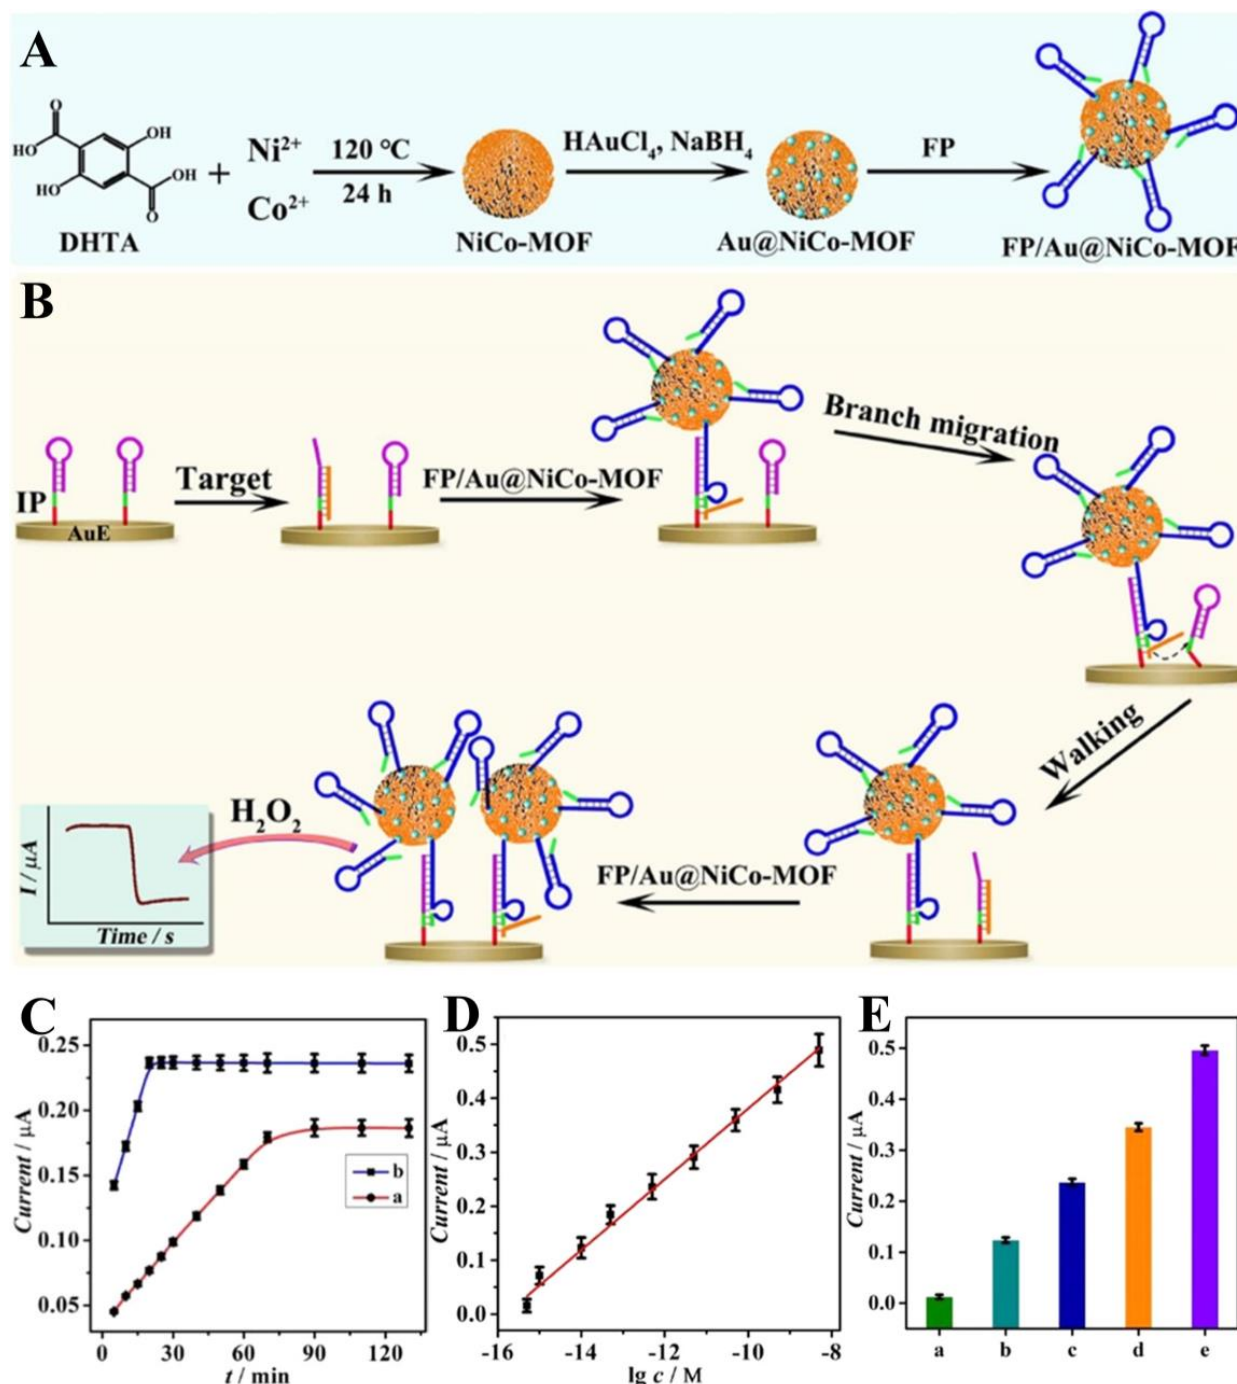 A
O
HO
OH
HO
OH
O
DHTA
+
Ni²⁺
Co²⁺
120 °C
24 h
NiCo-MOF
HAuCl₄, NaBH₄
Au@NiCo-MOF
FP
FP/Au@NiCo-MOF
B
IP
AuE
Target
FP/Au@NiCo-MOF
Branch migration
Walking
FP/Au@NiCo-MOF
H₂O₂
I / μA
Time / s
C
Current / μA
0.25
0.20
0.15
0.10
0.05
b
a
0 30 60 90 120
t / min
D
Current / μA
0.5
0.4
0.3
0.2
0.1
0.0
-16 -14 -12 -10 -8
lg c / M
E
Current / μA
0.5
0.4
0.3
0.2
0.1
0.0
a b c d e